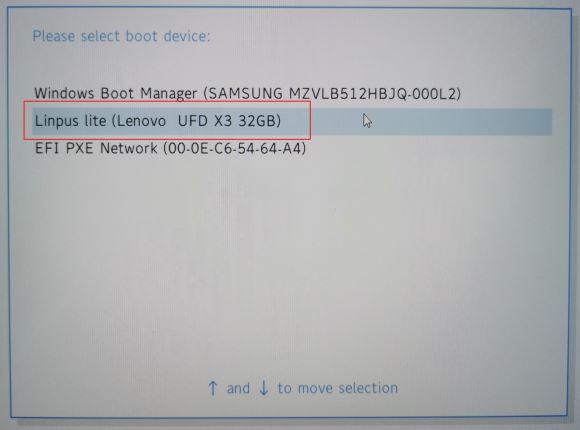 Please select boot device:
Windows Boot Manager (SAMSUNG MZVLB512HBJQ-000L2)
Linpus lite (Lenovo UFD X3 32GB)
EFI PXE Network (00-0E-C6-54-64-A4)
↑ and ↓ to move selection